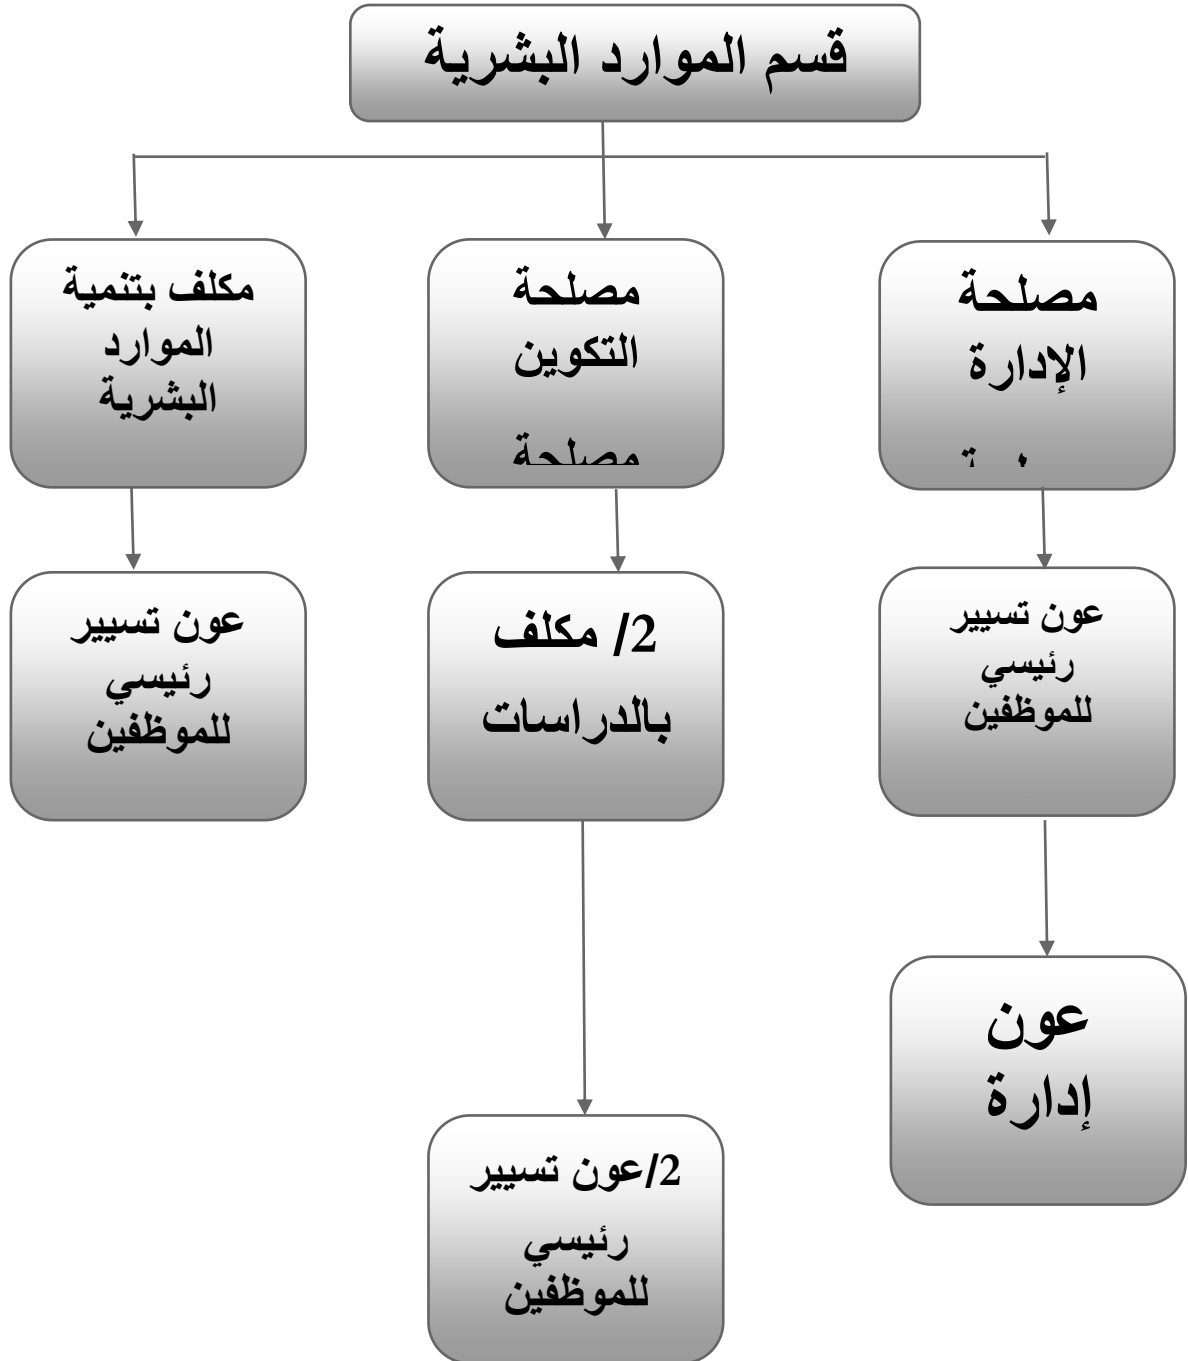 قسم الموارد البشرية
مصلحة
الإدارة
مصلحة
التكوين
مصلحة
مكلف بتنمية
الموارد
البشرية
عون تسيير
رئيسي
للموظفين
2/ مكلف
بالدراسات
عون تسيير
رئيسي
للموظفين
عون
إدارة
2/عون تسيير
رئيسي
للموظفين